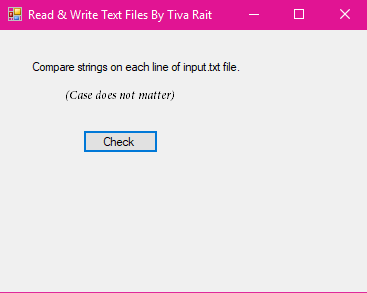 Read & Write Text Files By Tiva Rait
Compare strings on each line of input.txt file.
(Case does not matter)
Check